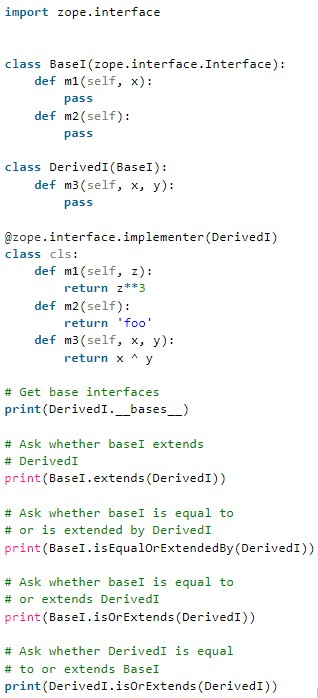 import zope.interface
class BaseI(zope.interface.Interface):
    def m1(self, x):
        pass
    def m2(self):
        pass
class DerivedI(BaseI):
    def m3(self, x, y):
        pass
@zope.interface.implementer(DerivedI)
class cls:
    def m1(self, z):
        return z**3
    def m2(self):
        return 'foo'
    def m3(self, x, y):
        return x ^ y
# Get base interfaces
print(DerivedI.__bases__)
# Ask whether baseI extends
# DerivedI
print(BaseI.extends(DerivedI))
# Ask whether baseI is equal to
# or is extended by DerivedI
print(BaseI.isEqualOrExtendedBy(DerivedI))
# Ask whether baseI is equal to
# or extends DerivedI
print(BaseI.isOrExtends(DerivedI))
# Ask whether DerivedI is equal
# to or extends BaseI
print(DerivedI.isOrExtends(DerivedI))